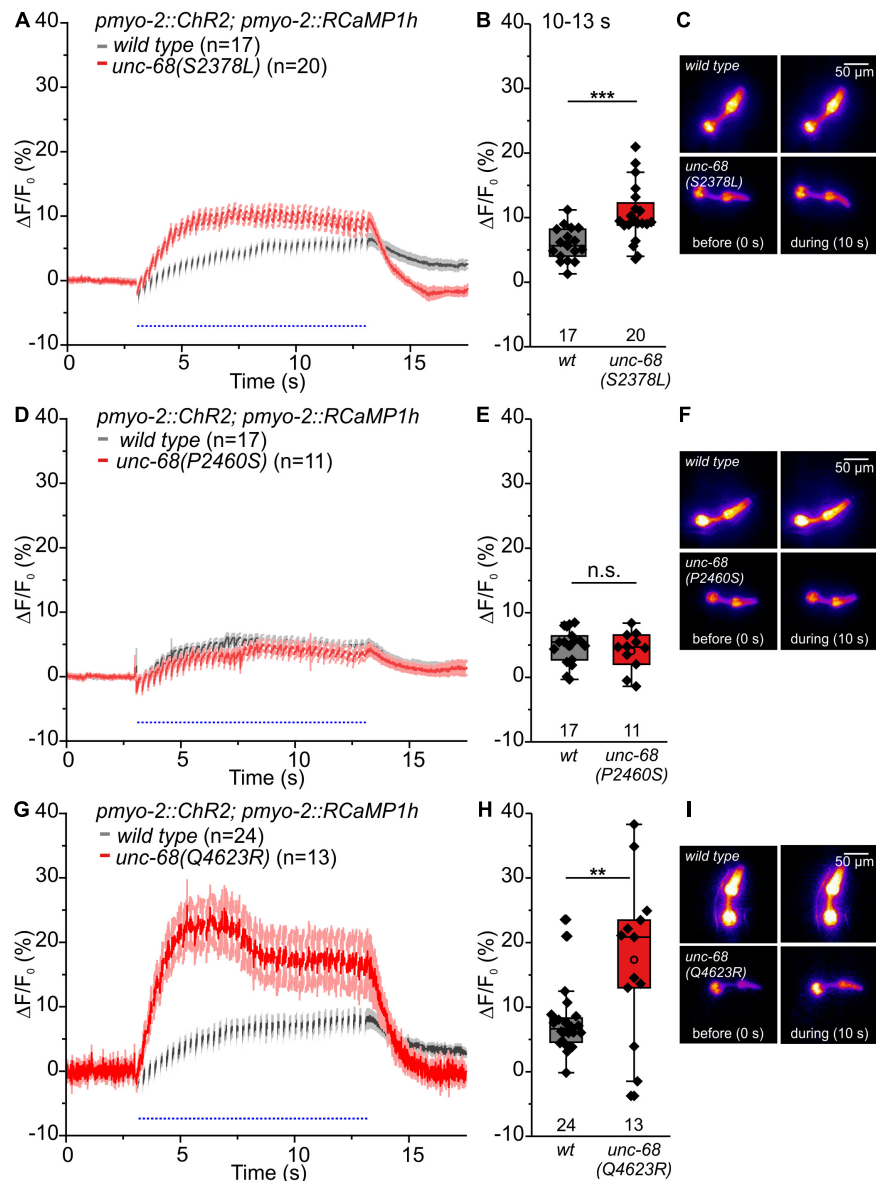 A
pmyo-2::ChR2; pmyo-2::RCaMP1h
wild type (n=17)
unc-68(S2378L) (n=20)
40
30
20
10
0
-10
ΔF/F0 (%)
0
5
10
15
Time (s)
B
10-13 s
***
40
30
20
10
0
-10
ΔF/F0 (%)
17
20
wt
unc-68
(S2378L)
C
wild type
50 µm
unc-68
(S2378L)
before (0 s)
during (10 s)
D
pmyo-2::ChR2; pmyo-2::RCaMP1h
wild type (n=17)
unc-68(P2460S) (n=11)
40
30
20
10
0
-10
ΔF/F0 (%)
0
5
10
15
Time (s)
E
n.s.
40
30
20
10
0
-10
ΔF/F0 (%)
17
11
wt
unc-68
(P2460S)
F
wild type
50 µm
unc-68
(P2460S)
before (0 s)
during (10 s)
G
pmyo-2::ChR2; pmyo-2::RCaMP1h
wild type (n=24)
unc-68(Q4623R) (n=13)
40
30
20
10
0
-10
ΔF/F0 (%)
0
5
10
15
Time (s)
H
**
40
30
20
10
0
-10
ΔF/F0 (%)
24
13
wt
unc-68
(Q4623R)
I
wild type
50 µm
unc-68
(Q4623R)
before (0 s)
during (10 s)